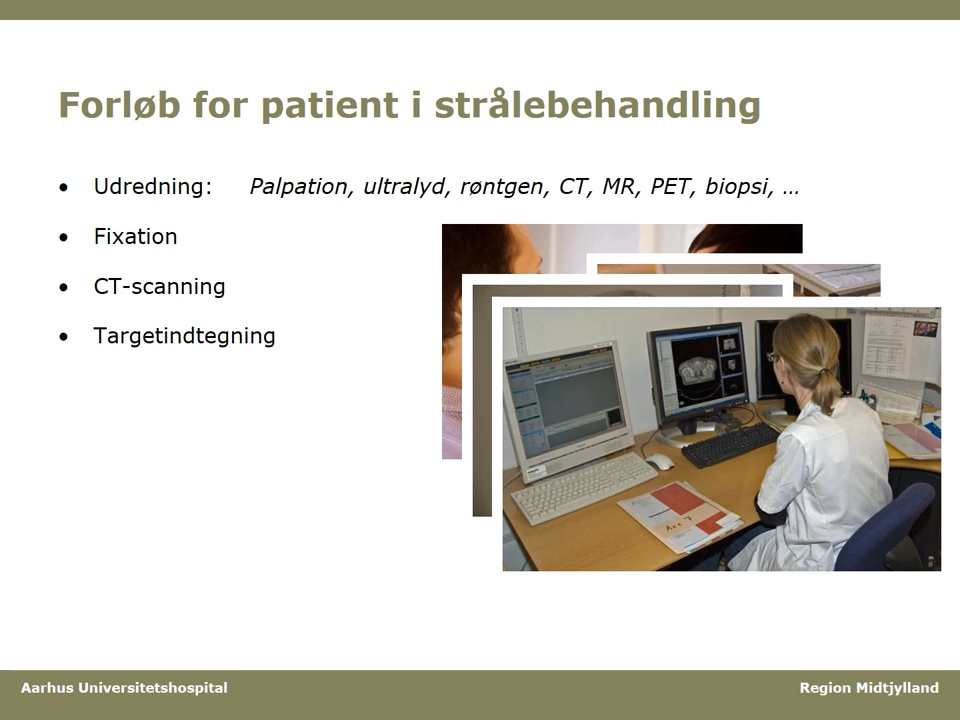 Forløb for patient i strålebehandling
• Udredning: Palpation, ultralyd, røntgen, CT, MR, PET, biopsi, …
• Fixation
• CT-scanning
• Targetindtegning
Aarhus Universitetshospital
Region Midtjylland